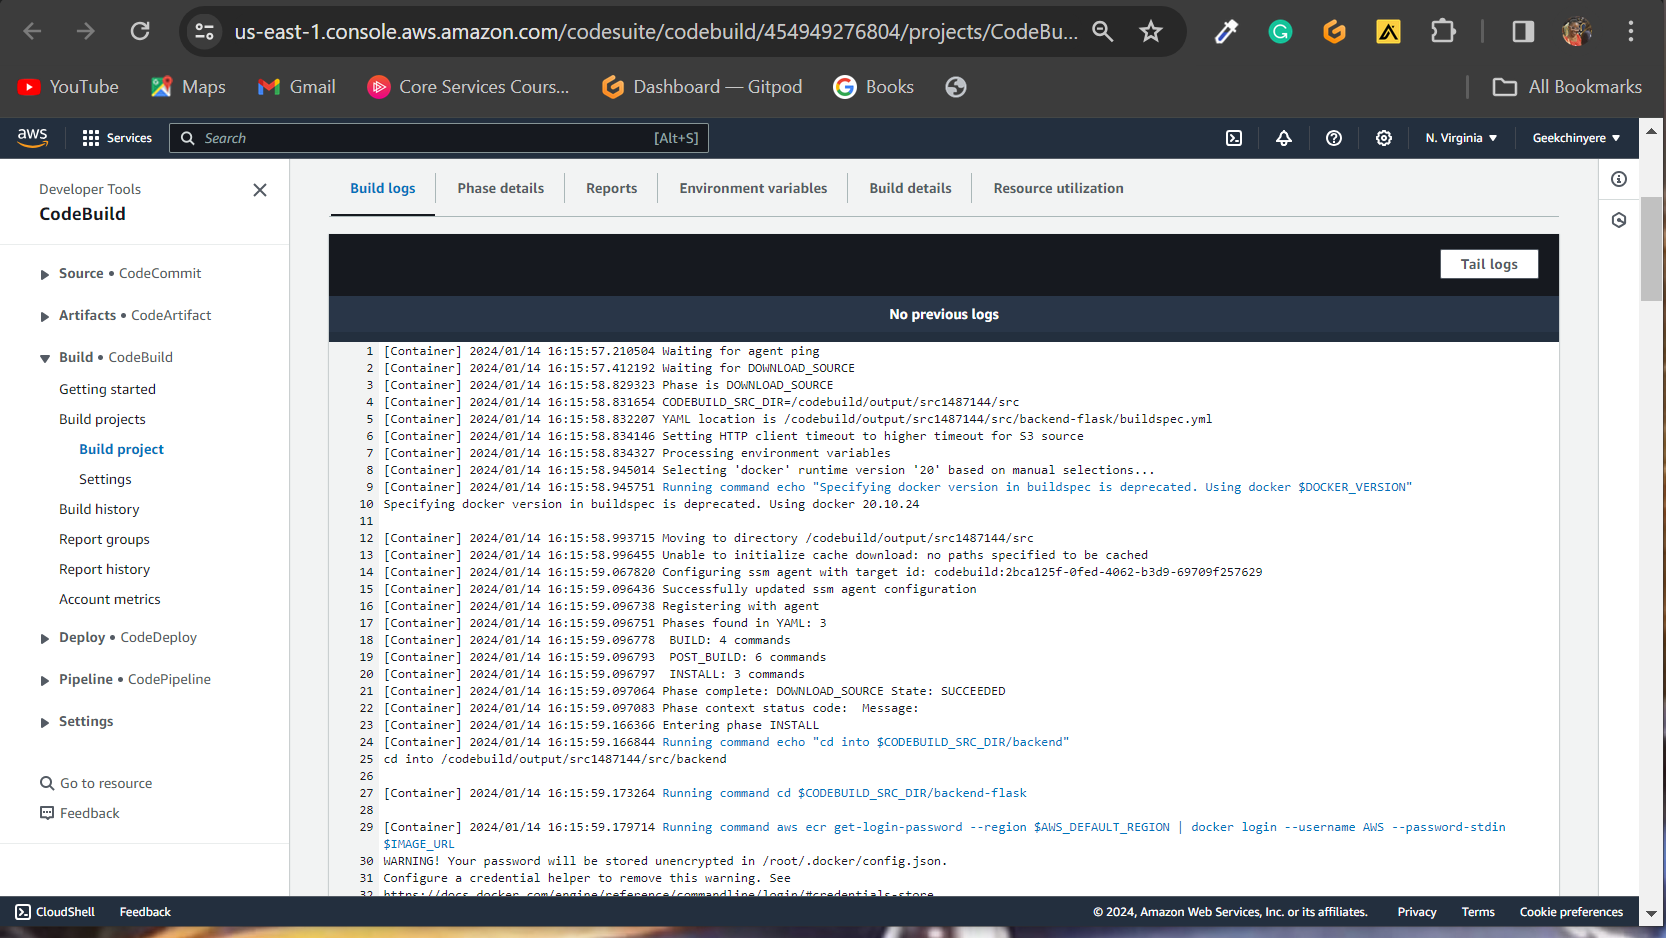 us-east-1.console.aws.amazon.com/codesuite/codebuild/454949276804/projects/CodeBu...
YouTube
Maps
Gmail
Core Services Cours...
Dashboard — Gitpod
Books
All Bookmarks
aws
Services
Search
[Alt+S]
N. Virginia
Geekchinyere
Developer Tools
CodeBuild
Source • CodeCommit
Artifacts • CodeArtifact
Build • CodeBuild
Getting started
Build projects
Build project
Settings
Build history
Report groups
Report history
Account metrics
Deploy • CodeDeploy
Pipeline • CodePipeline
Settings
Go to resource
Feedback
Build logs
Phase details
Reports
Environment variables
Build details
Resource utilization
Tail logs
No previous logs
1 [Container] 2024/01/14 16:15:57.210504 Waiting for agent ping
2 [Container] 2024/01/14 16:15:57.412192 Waiting for DOWNLOAD_SOURCE
3 [Container] 2024/01/14 16:15:58.829323 Phase is DOWNLOAD_SOURCE
4 [Container] 2024/01/14 16:15:58.831654 CODEBUILD_SRC_DIR=/codebuild/output/src1487144/src
5 [Container] 2024/01/14 16:15:58.832207 YAML location is /codebuild/output/src1487144/src/backend-flask/buildspec.yml
6 [Container] 2024/01/14 16:15:58.834146 Setting HTTP client timeout to higher timeout for S3 source
7 [Container] 2024/01/14 16:15:58.834327 Processing environment variables
8 [Container] 2024/01/14 16:15:58.945014 Selecting 'docker' runtime version '20' based on manual selections...
9 [Container] 2024/01/14 16:15:58.945751 Running command echo "Specifying docker version in buildspec is deprecated. Using docker $DOCKER_VERSION"
10 Specifying docker version in buildspec is deprecated. Using docker 20.10.24
11
12 [Container] 2024/01/14 16:15:58.993715 Moving to directory /codebuild/output/src1487144/src
13 [Container] 2024/01/14 16:15:58.996455 Unable to initialize cache download: no paths specified to be cached
14 [Container] 2024/01/14 16:15:59.067820 Configuring ssm agent with target id: codebuild:2bca125f-0fed-4062-b3d9-69709f257629
15 [Container] 2024/01/14 16:15:59.096436 Successfully updated ssm agent configuration
16 [Container] 2024/01/14 16:15:59.096738 Registering with agent
17 [Container] 2024/01/14 16:15:59.096751 Phases found in YAML: 3
18 [Container] 2024/01/14 16:15:59.096778  BUILD: 4 commands
19 [Container] 2024/01/14 16:15:59.096793  POST_BUILD: 6 commands
20 [Container] 2024/01/14 16:15:59.096797  INSTALL: 3 commands
21 [Container] 2024/01/14 16:15:59.097064 Phase complete: DOWNLOAD_SOURCE State: SUCCEEDED
22 [Container] 2024/01/14 16:15:59.097083 Phase context status code:  Message:
23 [Container] 2024/01/14 16:15:59.166366 Entering phase INSTALL
24 [Container] 2024/01/14 16:15:59.166844 Running command echo "cd into $CODEBUILD_SRC_DIR/backend"
25 cd into /codebuild/output/src1487144/src/backend
26
27 [Container] 2024/01/14 16:15:59.173264 Running command cd $CODEBUILD_SRC_DIR/backend-flask
28
29 [Container] 2024/01/14 16:15:59.179714 Running command aws ecr get-login-password --region $AWS_DEFAULT_REGION | docker login --username AWS --password-stdin
$IMAGE_URL
30 WARNING! Your password will be stored unencrypted in /root/.docker/config.json.
31 Configure a credential helper to remove this warning. See
32 https://docs.docker.com/engine/reference/commandline/login/#credentials-store
CloudShell
Feedback
© 2024, Amazon Web Services, Inc. or its affiliates.
Privacy
Terms
Cookie preferences